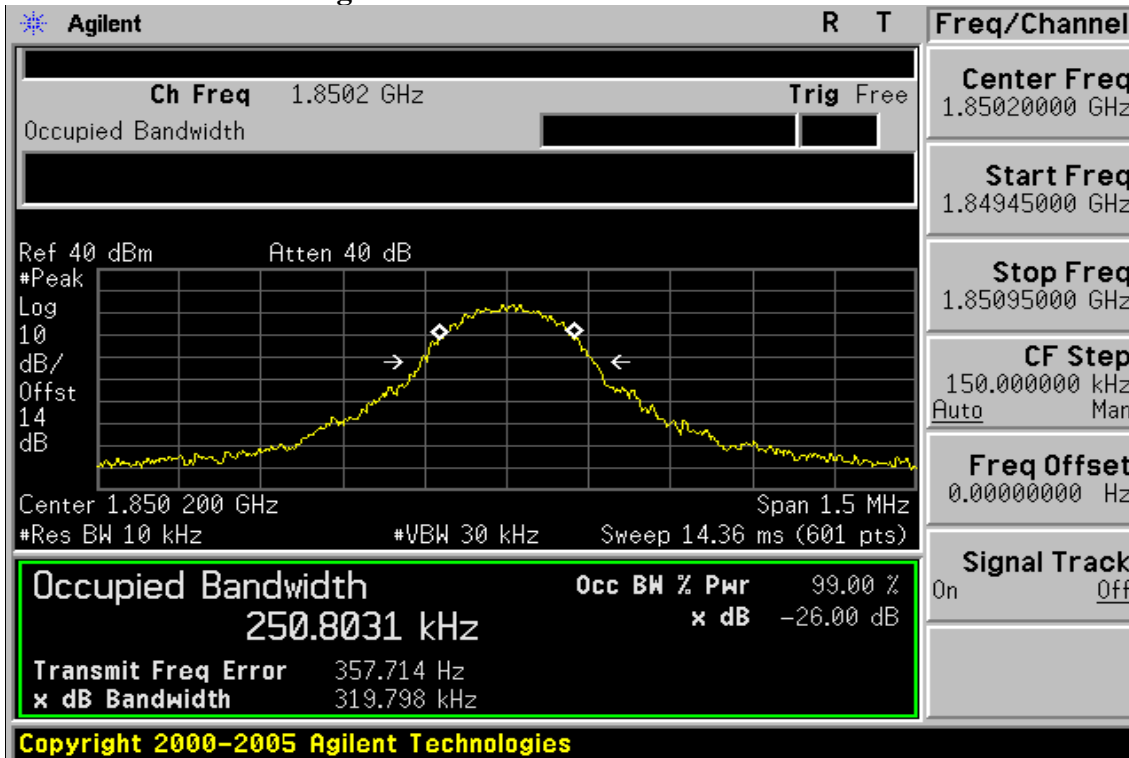 Agilent R T
Freq/Channel
Ch Freq 1.8502 GHz Trig Free
Occupied Bandwidth
Center Freq
1.85020000 GHz
Start Freq
1.84945000 GHz
Stop Freq
1.85095000 GHz
CF Step
150.000000 kHz
Auto Man
Freq Offset
0.00000000 Hz
Signal Track
On Off
Ref 40 dBm Atten 40 dB
#Peak
Log
10
dB/
Offst
14
dB
Center 1.850 200 GHz Span 1.5 MHz
#Res BW 10 kHz #VBW 30 kHz Sweep 14.36 ms (601 pts)
Occupied Bandwidth
250.8031 kHz
Occ BW % Pwr 99.00 %
x dB -26.00 dB
Transmit Freq Error 357.714 Hz
x dB Bandwidth 319.798 kHz
Copyright 2000-2005 Agilent Technologies